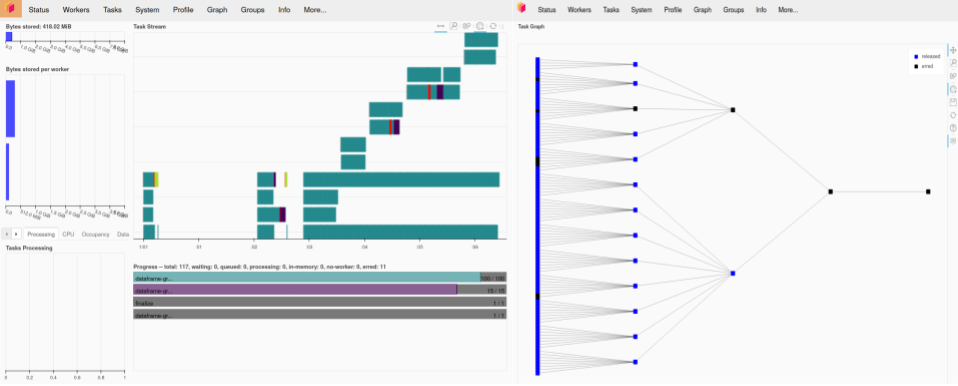 Status Workers Tasks System Profile Graph Groups Info More...
Bytes stored: 418.02 MiB
Bytes stored per worker
Processing CPU Occupancy Data
Tasks Processing
0 0.2 0.4 0.6 0.8 1
Task Stream
Progress -- total: 117, waiting: 0, queued: 0, processing: 0, in-memory: 0, no-worker: 0, erred: 11
dataframe-gr... 100 / 100
dataframe-gr... 15 / 15
finalize 1 / 1
dataframe-gr... 1 / 1
Status Workers Tasks System Profile Graph Groups Info More...
Task Graph
released
erred